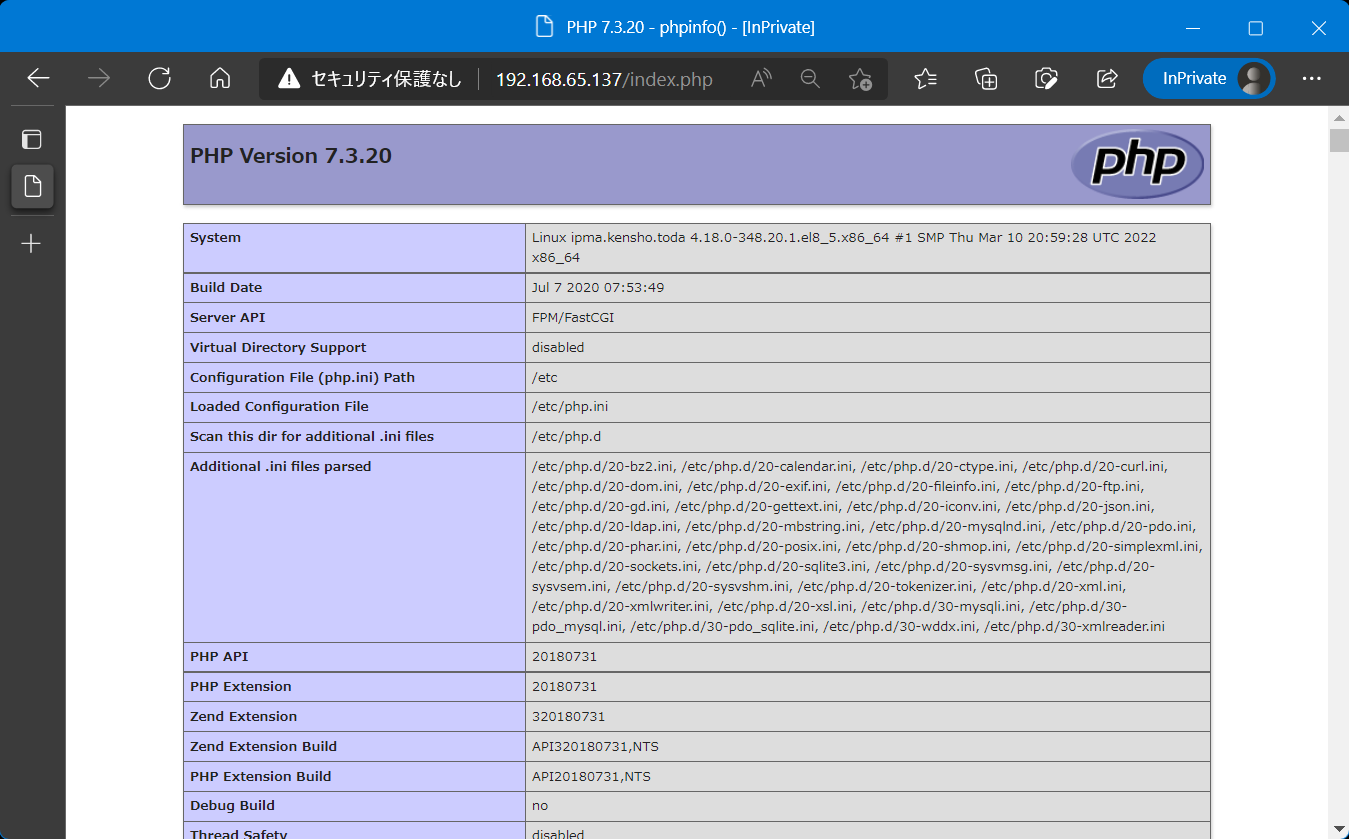 PHP 7.3.20 - phpinfo() - [InPrivate]
セキュリティ保護なし 192.168.65.137/index.php InPrivate
PHP Version 7.3.20
php
System Linux ipma.kensho.toda 4.18.0-348.20.1.el8_5.x86_64 #1 SMP Thu Mar 10 20:59:28 UTC 2022
x86_64
Build Date Jul 7 2020 07:53:49
Server API FPM/FastCGI
Virtual Directory Support disabled
Configuration File (php.ini) Path /etc
Loaded Configuration File /etc/php.ini
Scan this dir for additional .ini files /etc/php.d
Additional .ini files parsed /etc/php.d/20-bz2.ini, /etc/php.d/20-calendar.ini, /etc/php.d/20-ctype.ini, /etc/php.d/20-curl.ini,
/etc/php.d/20-dom.ini, /etc/php.d/20-exif.ini, /etc/php.d/20-fileinfo.ini, /etc/php.d/20-ftp.ini,
/etc/php.d/20-gd.ini, /etc/php.d/20-gettext.ini, /etc/php.d/20-iconv.ini, /etc/php.d/20-json.ini,
/etc/php.d/20-ldap.ini, /etc/php.d/20-mbstring.ini, /etc/php.d/20-mysqlnd.ini, /etc/php.d/20-pdo.ini,
/etc/php.d/20-phar.ini, /etc/php.d/20-posix.ini, /etc/php.d/20-shmop.ini, /etc/php.d/20-simplexml.ini,
/etc/php.d/20-sockets.ini, /etc/php.d/20-sqlite3.ini, /etc/php.d/20-sysvmsg.ini, /etc/php.d/20-
sysvsem.ini, /etc/php.d/20-sysvshm.ini, /etc/php.d/20-tokenizer.ini, /etc/php.d/20-xml.ini,
/etc/php.d/20-xmlwriter.ini, /etc/php.d/20-xsl.ini, /etc/php.d/30-mysqli.ini, /etc/php.d/30-
pdo_mysql.ini, /etc/php.d/30-pdo_sqlite.ini, /etc/php.d/30-wddx.ini, /etc/php.d/30-xmlreader.ini
PHP API 20180731
PHP Extension 20180731
Zend Extension 320180731
Zend Extension Build API320180731,NTS
PHP Extension Build API20180731,NTS
Debug Build no
Thread Safety disabled